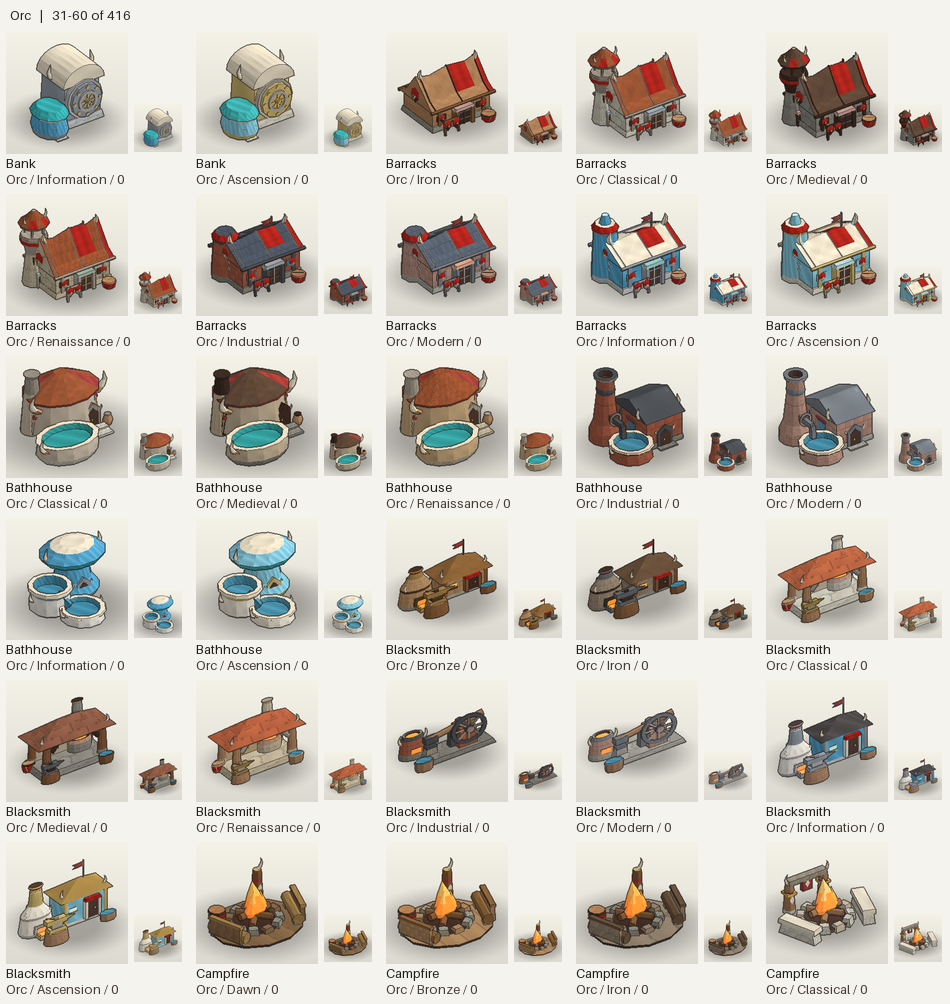 Orc | 31-60 of 416
Bank
Orc / Information / 0
Bank
Orc / Ascension / 0
Barracks
Orc / Iron / 0
Barracks
Orc / Classical / 0
Barracks
Orc / Medieval / 0
Barracks
Orc / Renaissance / 0
Barracks
Orc / Industrial / 0
Barracks
Orc / Modern / 0
Barracks
Orc / Information / 0
Barracks
Orc / Ascension / 0
Bathhouse
Orc / Classical / 0
Bathhouse
Orc / Medieval / 0
Bathhouse
Orc / Renaissance / 0
Bathhouse
Orc / Industrial / 0
Bathhouse
Orc / Modern / 0
Bathhouse
Orc / Information / 0
Bathhouse
Orc / Ascension / 0
Blacksmith
Orc / Bronze / 0
Blacksmith
Orc / Iron / 0
Blacksmith
Orc / Classical / 0
Blacksmith
Orc / Medieval / 0
Blacksmith
Orc / Renaissance / 0
Blacksmith
Orc / Industrial / 0
Blacksmith
Orc / Modern / 0
Blacksmith
Orc / Information / 0
Blacksmith
Orc / Ascension / 0
Campfire
Orc / Dawn / 0
Campfire
Orc / Bronze / 0
Campfire
Orc / Iron / 0
Campfire
Orc / Classical / 0